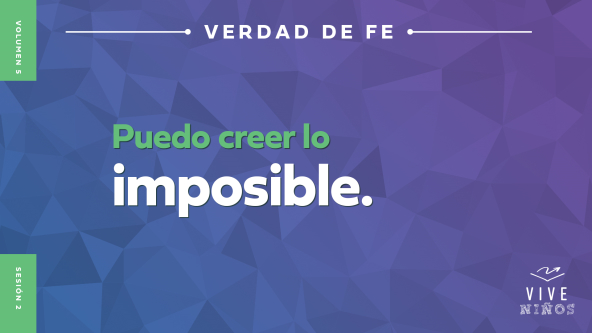 VOLUMEN 5
VERDAD DE FE
Puedo creer lo
imposible.
SESIÓN 2
VIVE
NIÑOS